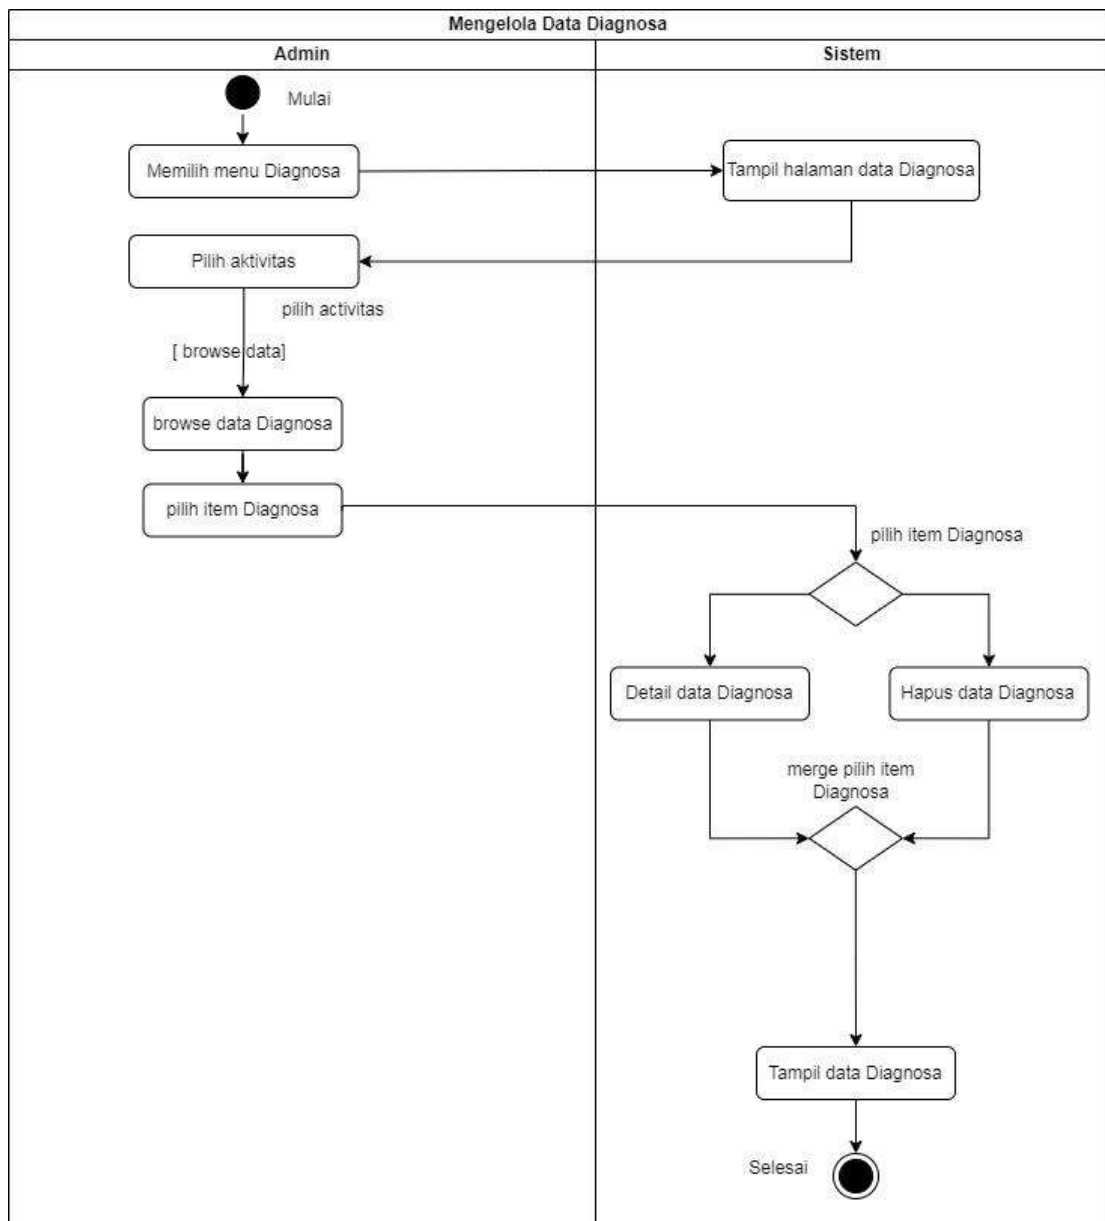 Mengelola Data Diagnosa
Admin
Sistem
Mulai
Memilih menu Diagnosa
Tampil halaman data Diagnosa
Pilih aktivitas
pilih activitas
[ browse data]
browse data Diagnosa
pilih item Diagnosa
pilih item Diagnosa
Detail data Diagnosa
Hapus data Diagnosa
merge pilih item
Diagnosa
Tampil data Diagnosa
Selesai